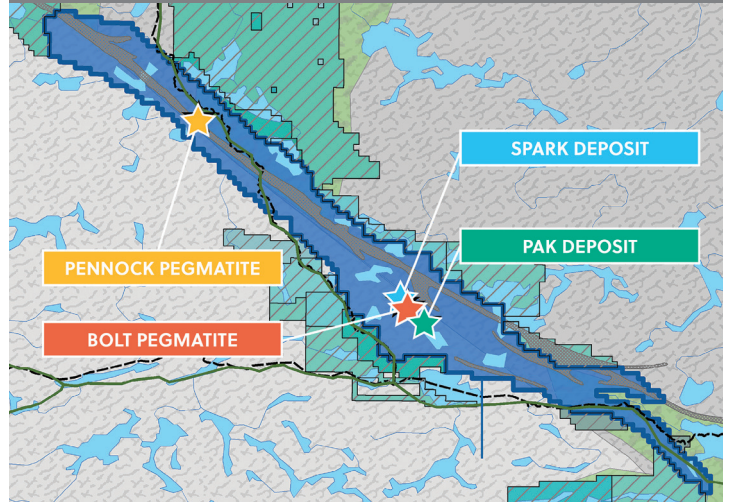 SPARK DEPOSIT
PAK DEPOSIT
PENNOCK PEGMATITE
BOLT PEGMATITE